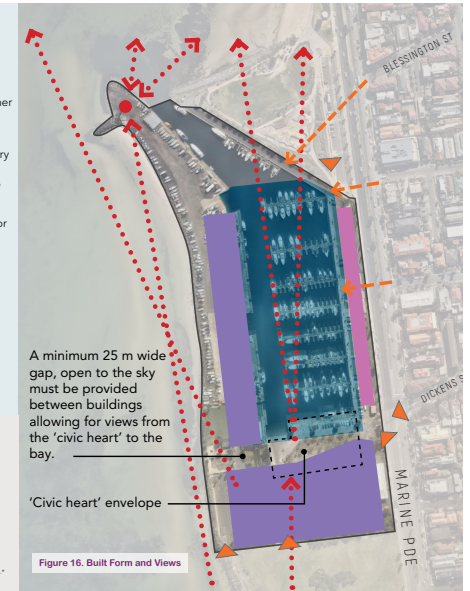 BLESSINGTON ST
A minimum 25 m wide
gap, open to the sky
must be provided
between buildings
allowing for views from
the 'civic heart' to the
bay.
'Civic heart' envelope
DICKENS S
MARINE PDE
Figure 16. Built Form and Views